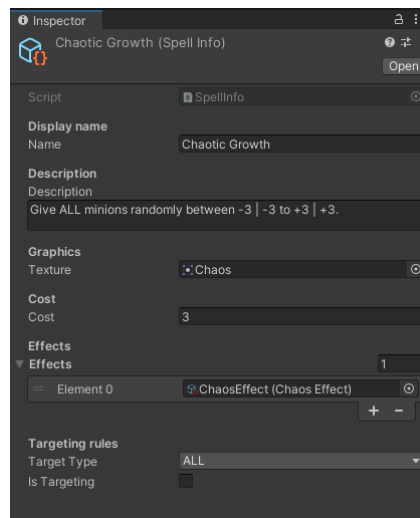 Inspector
Chaotic Growth (Spell Info)
Open
Script SpellInfo
Display name
Name Chaotic Growth
Description
Description
Give ALL minions randomly between -3 | -3 to +3 | +3.
Graphics
Texture Chaos
Cost
Cost 3
Effects
Effects 1
= Element 0 ChaosEffect (Chaos Effect)
+ -
Targeting rules
Target Type ALL
Is Targeting